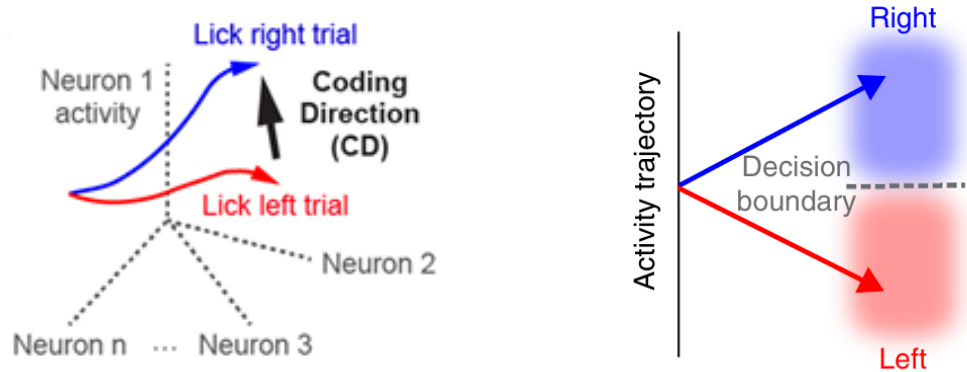 Lick right trial
Neuron 1
activity
Coding
Direction
(CD)
Lick left trial
Neuron 2
Neuron n ... Neuron 3
Right
Activity trajectory
Decision
boundary
Left